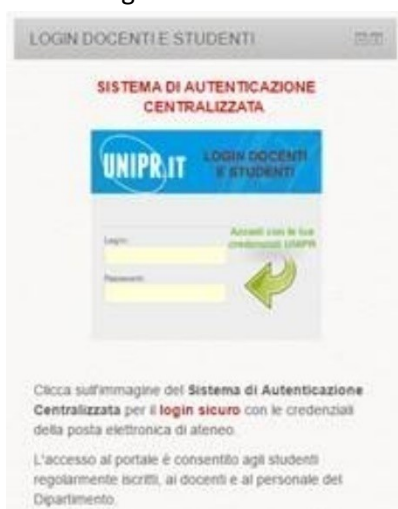 LOGIN DOCENTI E STUDENTI
SISTEMA DI AUTENTICAZIONE
CENTRALIZZATA
UNIPR.IT
LOGIN DOCENTI
E STUDENTI
Accedi con le tue
credenziali UNIPR
Login:
Password:
Clicca sull'immagine del Sistema di Autenticazione
Centralizzata per il login sicuro con le credenziali
della posta elettronica di ateneo.
L'accesso al portale è consentito agli studenti
regolarmente iscritti, ai docenti e al personale del
Dipartimento.